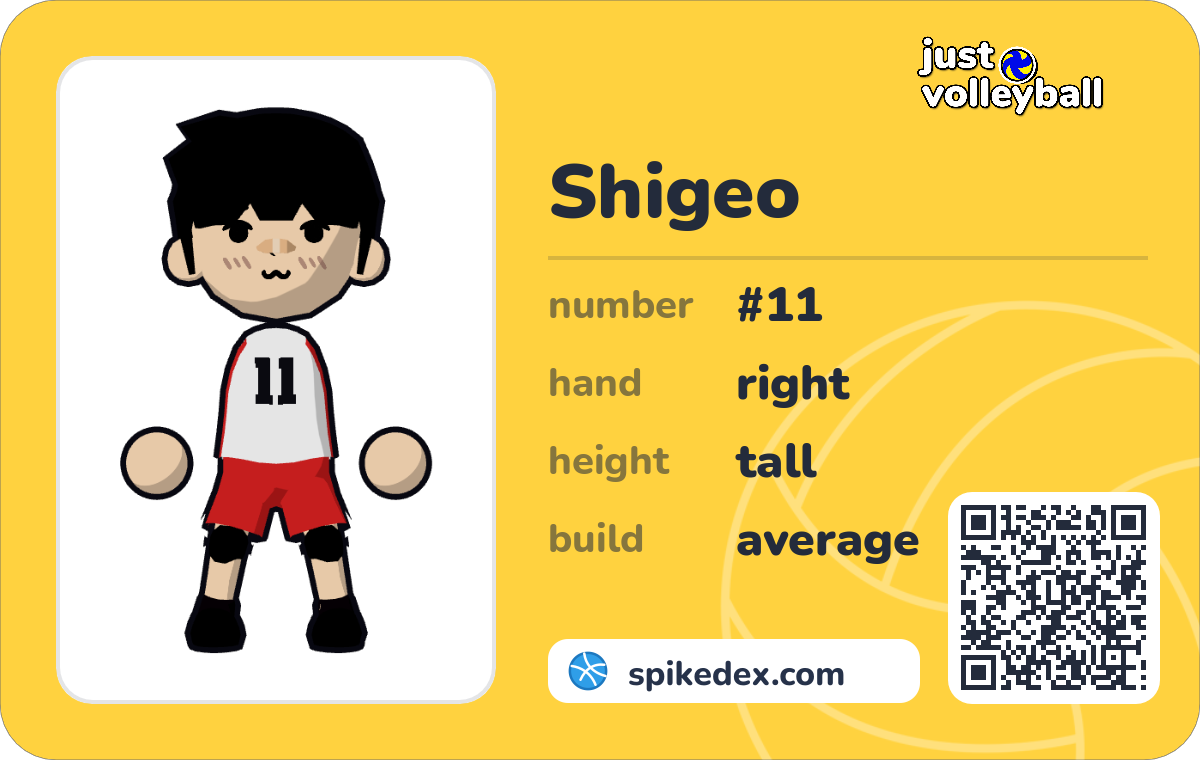 just
volleyball
Shigeo
number #11
hand right
height tall
build average
11
spikedex.com